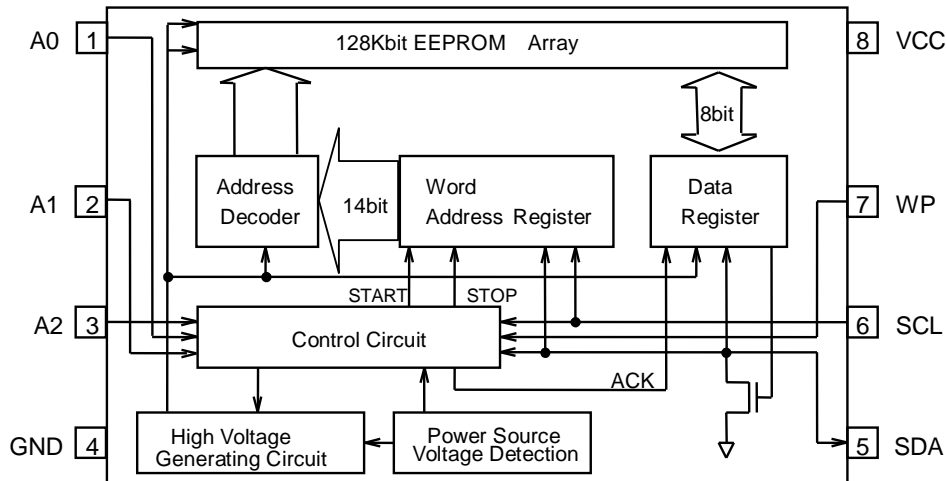 A0 1
128Kbit EEPROM Array
8 VCC
8bit
A1 2
Address
Decoder
14bit
Word
Address Register
Data
Register
7 WP
START
STOP
A2 3
Control Circuit
6 SCL
ACK
GND 4
High Voltage
Generating Circuit
Power Source
Voltage Detection
5 SDA